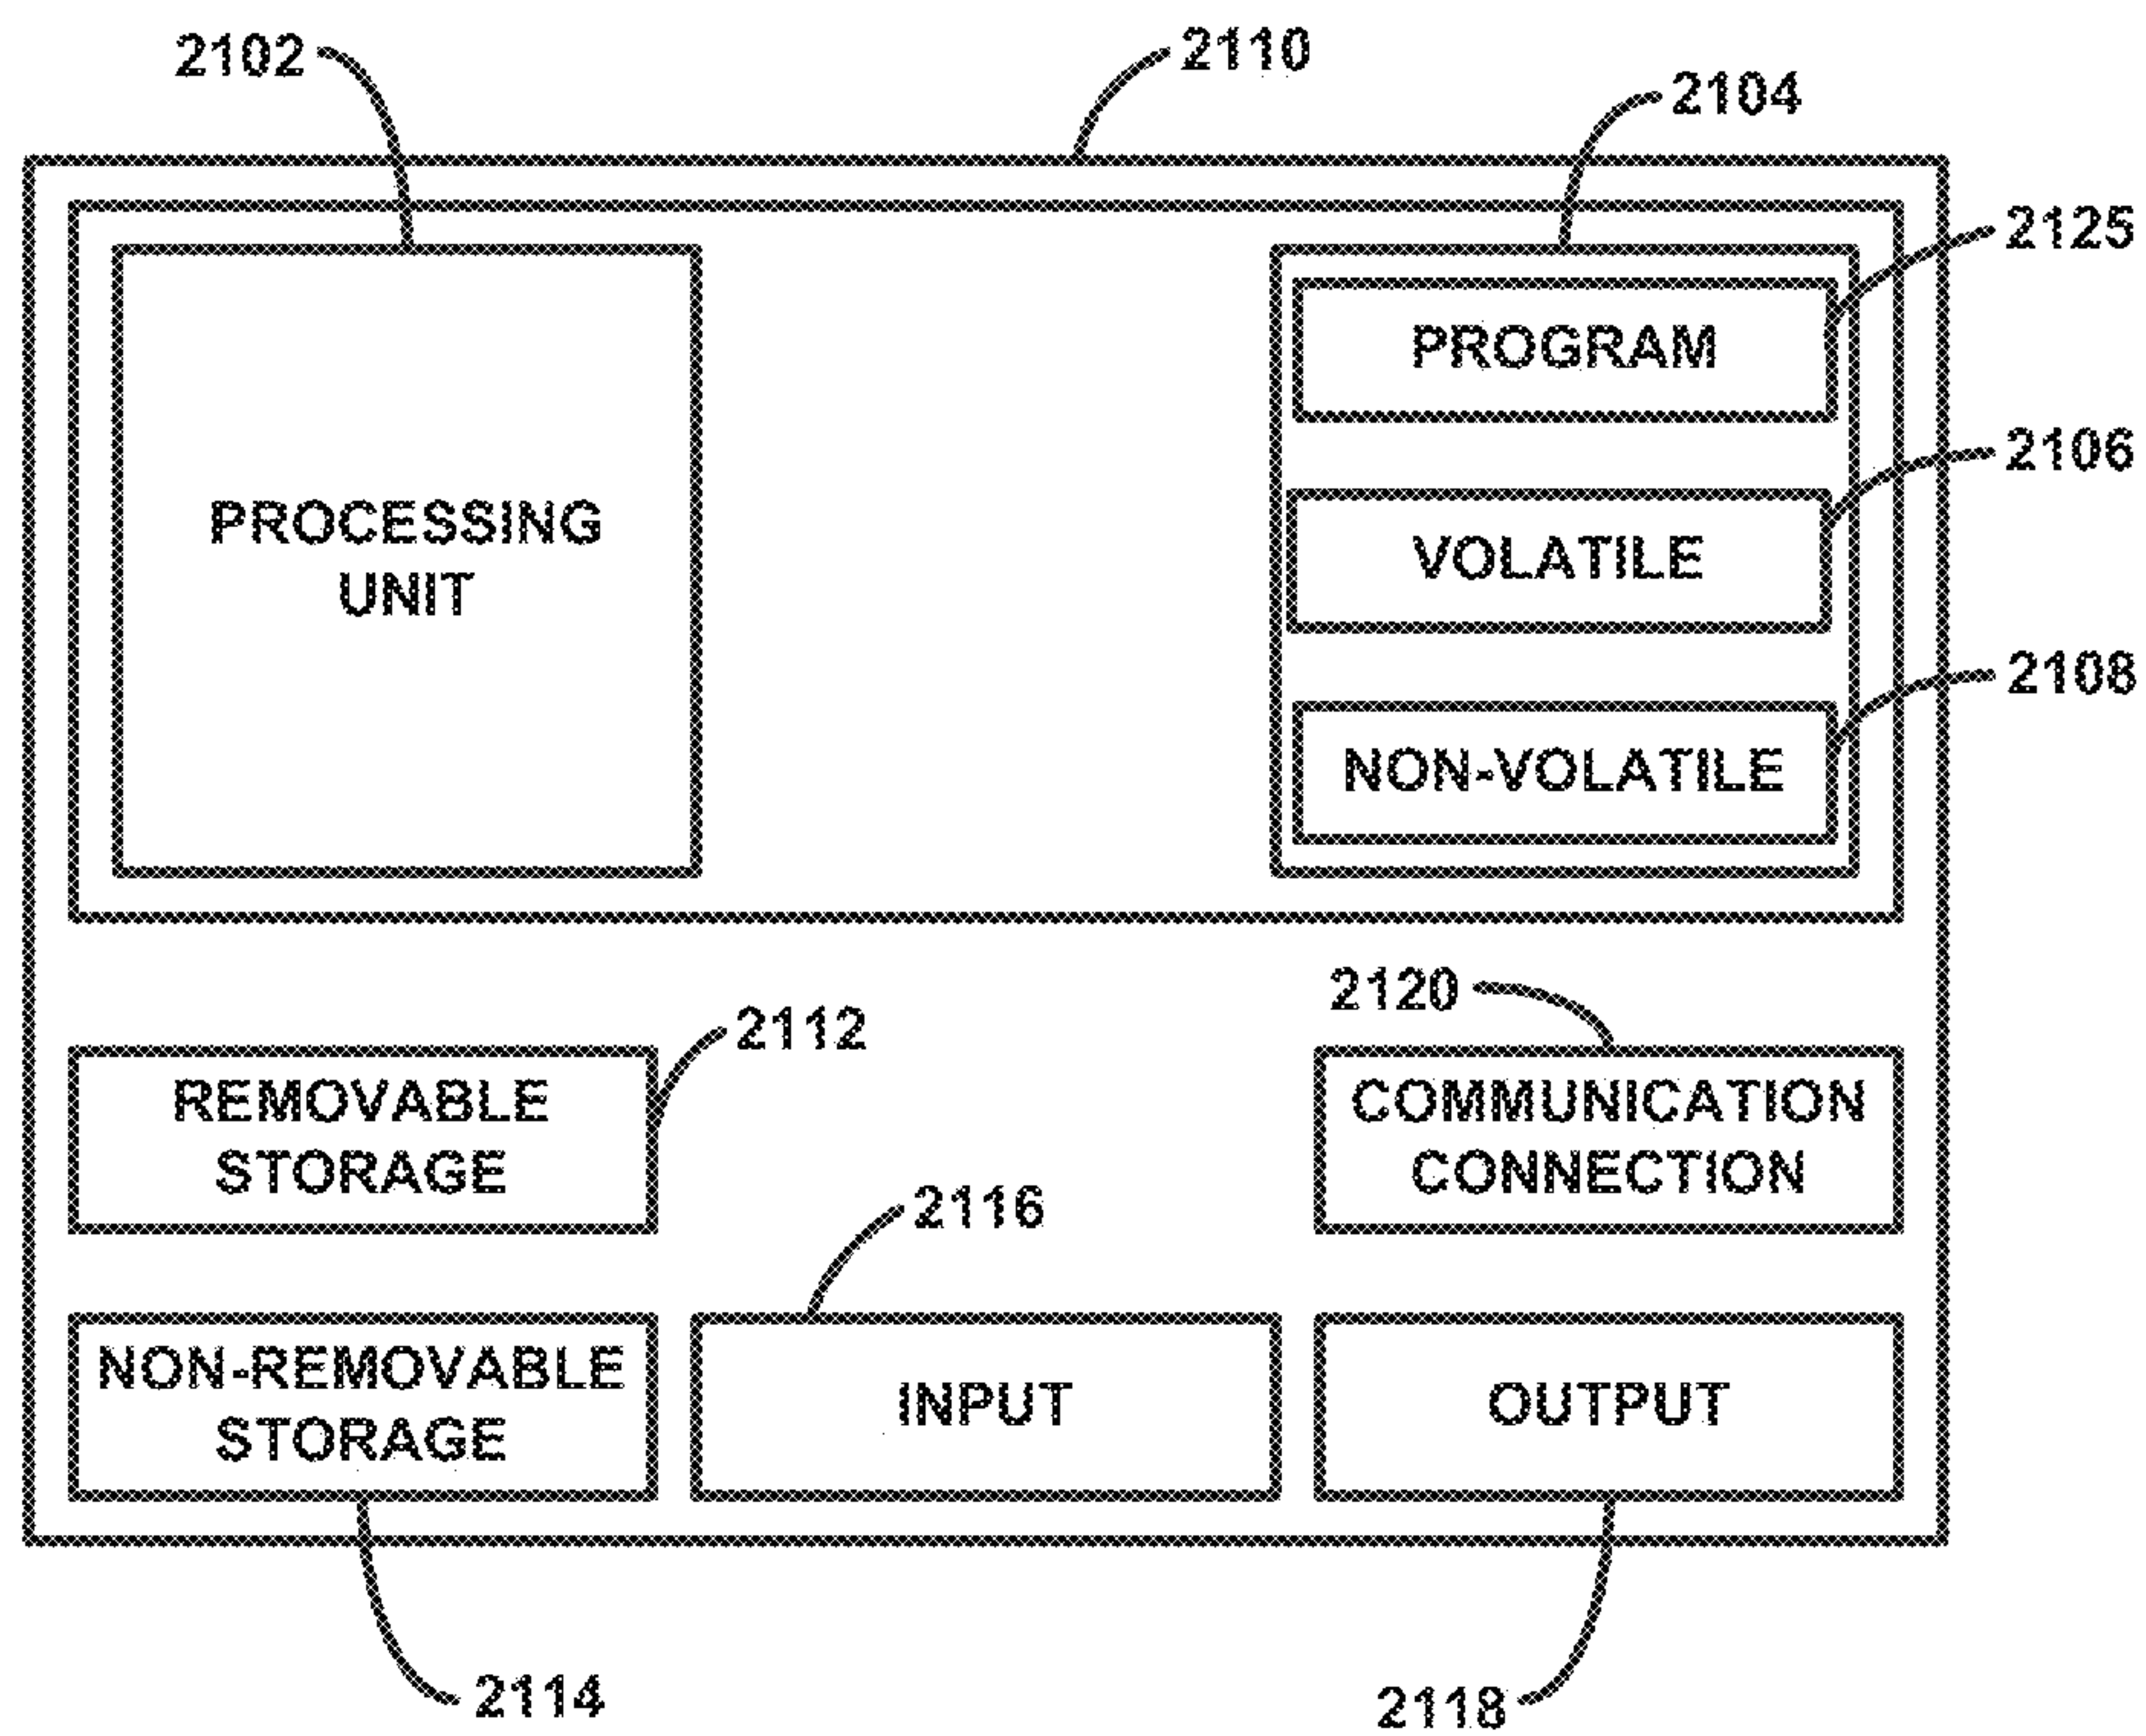 2102
2110
2104
2125
PROGRAM
2106
PROCESSING
UNIT
VOLATILE
2108
NON-VOLATILE
2120
2112
REMOVABLE
STORAGE
COMMUNICATION
CONNECTION
2116
NON-REMOVABLE
STORAGE
INPUT
OUTPUT
2114
2118